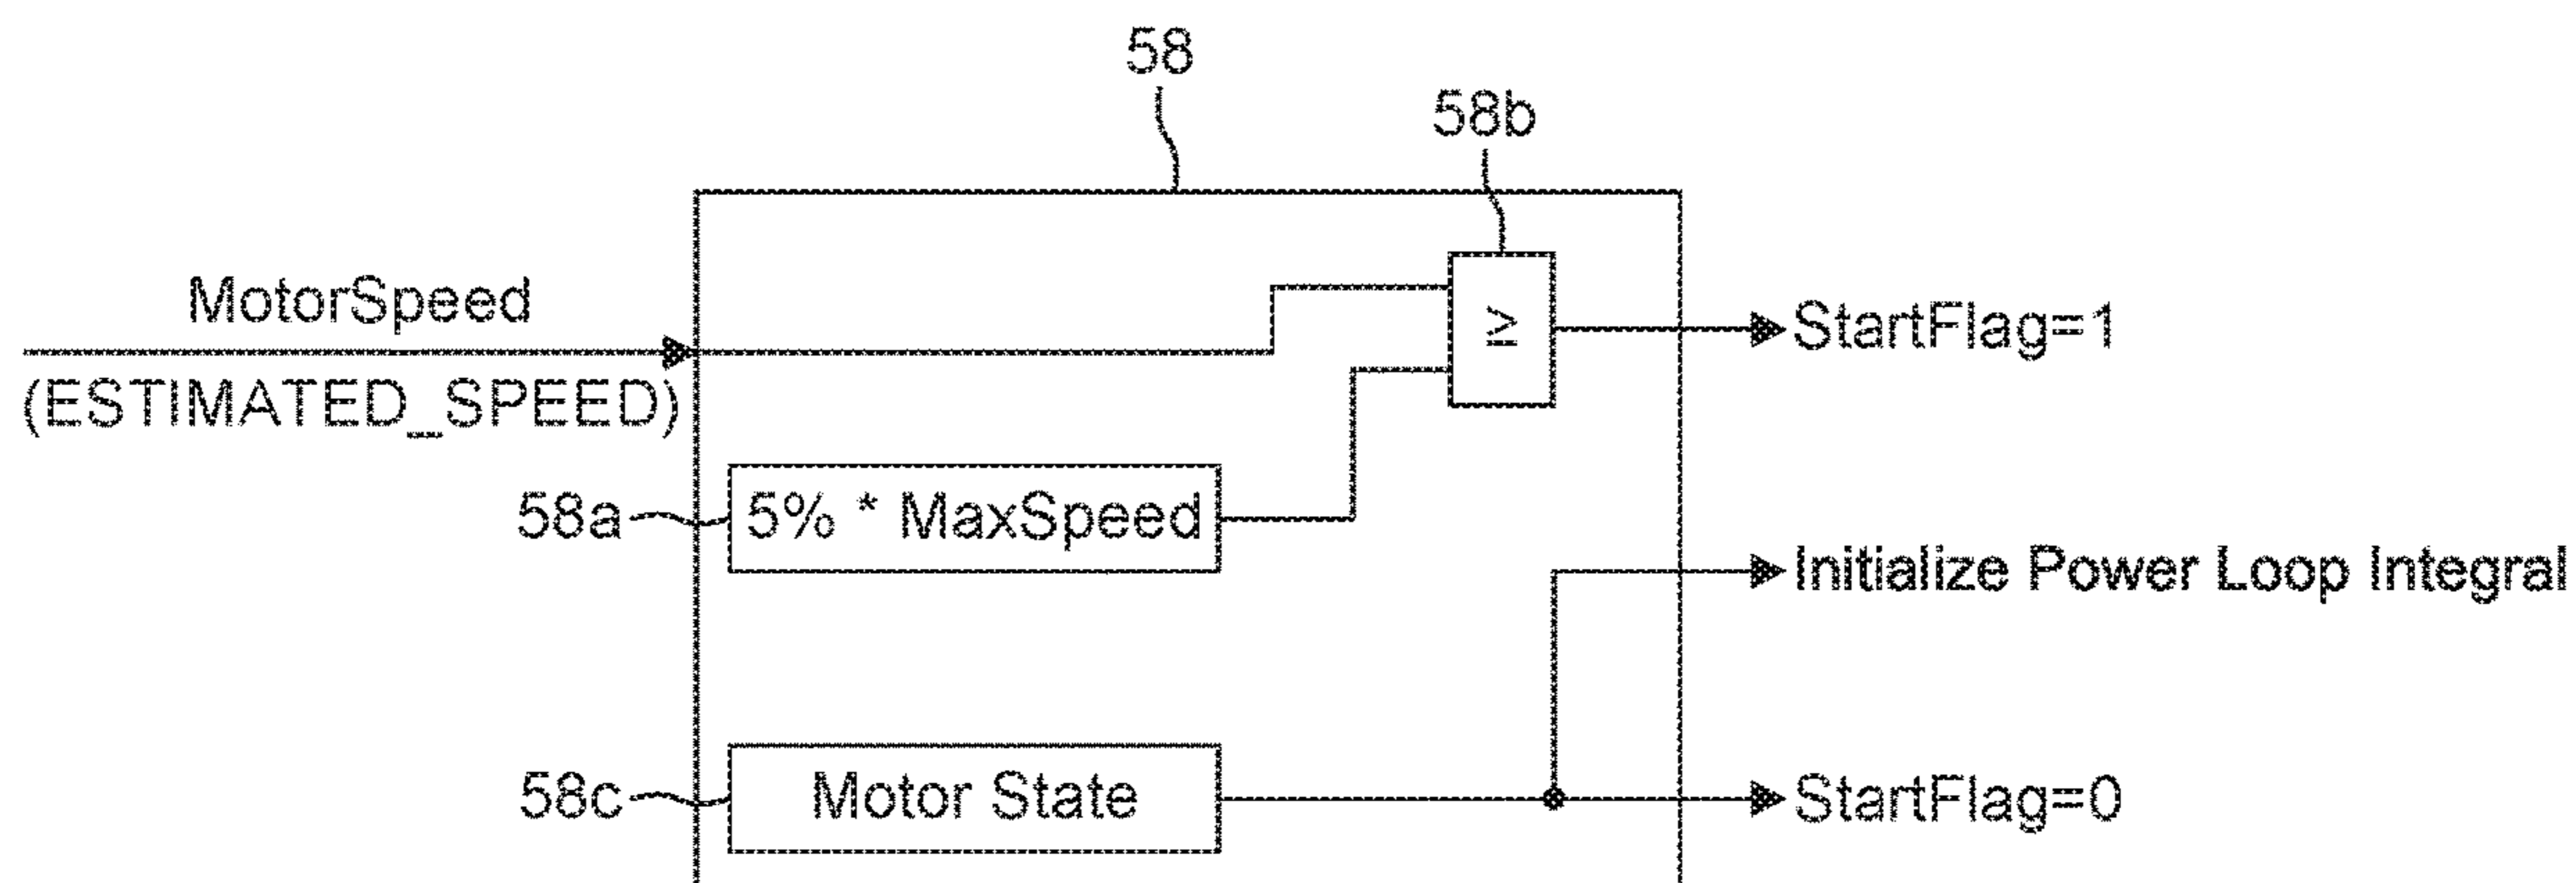 58
58b
MotorSpeed
(ESTIMATED_SPEED)
≥
StartFlag=1
58a
5% * MaxSpeed
Initialize Power Loop Integral
58c
Motor State
StartFlag=0